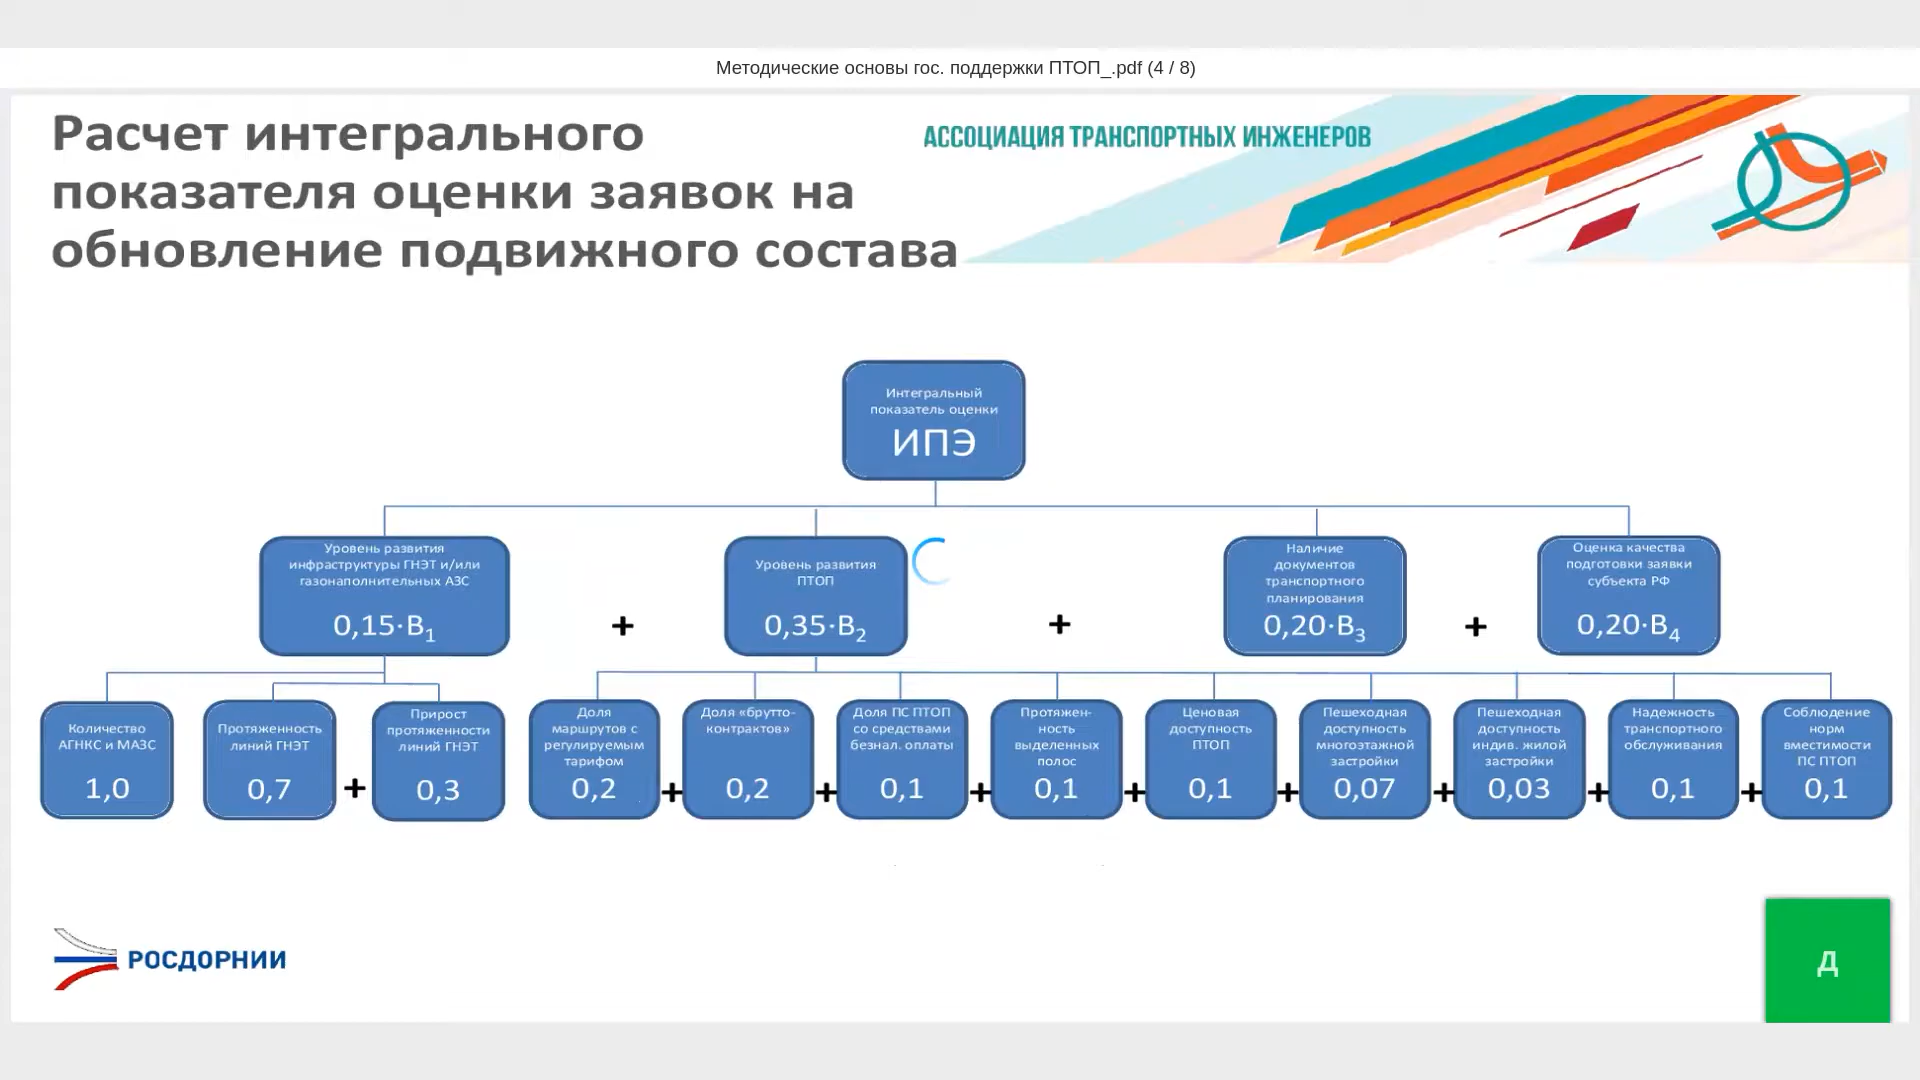 Методические основы гос. поддержки ПТОП_.pdf (4 / 8)
Расчет интегрального
показателя оценки заявок на
обновление подвижного состава
АССОЦИАЦИЯ ТРАНСПОРТНЫХ ИНЖЕНЕРОВ
Интегральный
показатель оценки
ИПЭ
Уровень развития
инфраструктуры ГНЭТ и/или
газонаполнительных АЗС
0,15·B₁
+
Уровень развития
ПТОП
0,35·B₂
+
Наличие
документов
транспортного
планирования
0,20·B₃
+
Оценка качества
подготовки заявки
субъекта РФ
0,20·B₄
Количество
АГНКС и МАЗС
1,0
Протяженность
линий ГНЭТ
0,7
+
Прирост
протяженности
линий ГНЭТ
0,3
Доля
маршрутов с
регулируемым
тарифом
0,2
+
Доля «брутто-
контрактов»
0,2
+
Доля ПС ПТОП
со средствами
безнал. оплаты
0,1
+
Протяжен-
ность
выделенных
полос
0,1
+
Ценовая
доступность
ПТОП
0,1
+
Пешеходная
доступность
многоэтажной
застройки
0,07
+
Пешеходная
доступность
индив. жилой
застройки
0,03
+
Надежность
транспортного
обслуживания
0,1
+
Соблюдение
норм
вместимости
ПС ПТОП
0,1
РОСДОРНИИ
Д